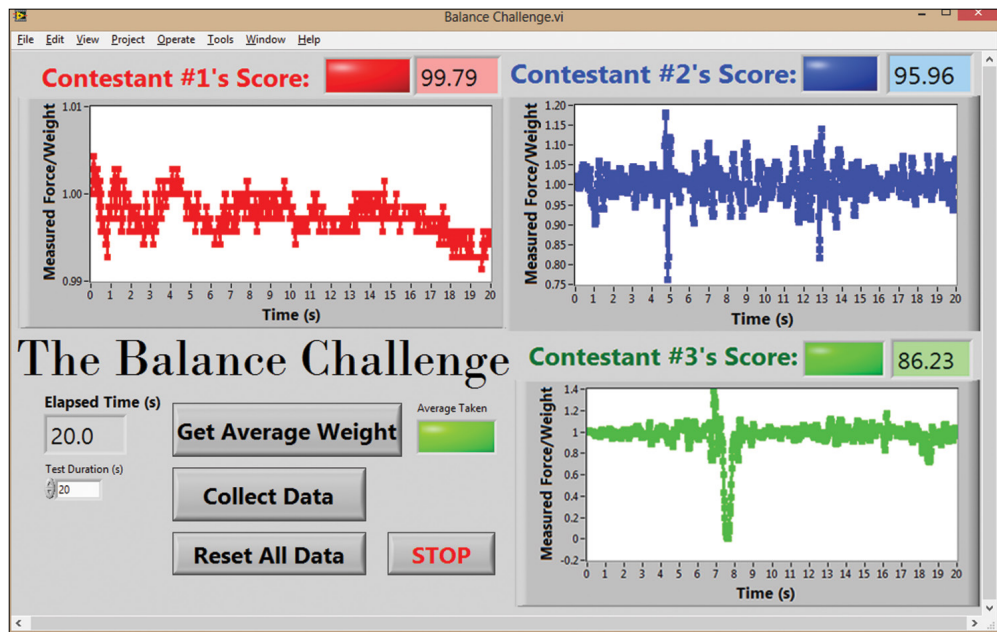 Balance Challenge.vi
File Edit View Project Operate Tools Window Help
Contestant #1's Score: 99.79
Measured Force/Weight
1.01
1.00
0.99
0 1 2 3 4 5 6 7 8 9 10 11 12 13 14 15 16 17 18 19 20
Time (s)
Contestant #2's Score: 95.96
Measured Force/Weight
1.20
1.15
1.10
1.05
1.00
0.95
0.90
0.85
0.80
0.75
0 1 2 3 4 5 6 7 8 9 10 11 12 13 14 15 16 17 18 19 20
Time (s)
The Balance Challenge
Elapsed Time (s)
20.0
Test Duration (s)
20
Get Average Weight
Average Taken
Collect Data
Reset All Data
STOP
Contestant #3's Score: 86.23
Measured Force/Weight
1.4
1.2
1
0.8
0.6
0.4
0.2
0
-0.2
0 1 2 3 4 5 6 7 8 9 10 11 12 13 14 15 16 17 18 19 20
Time (s)